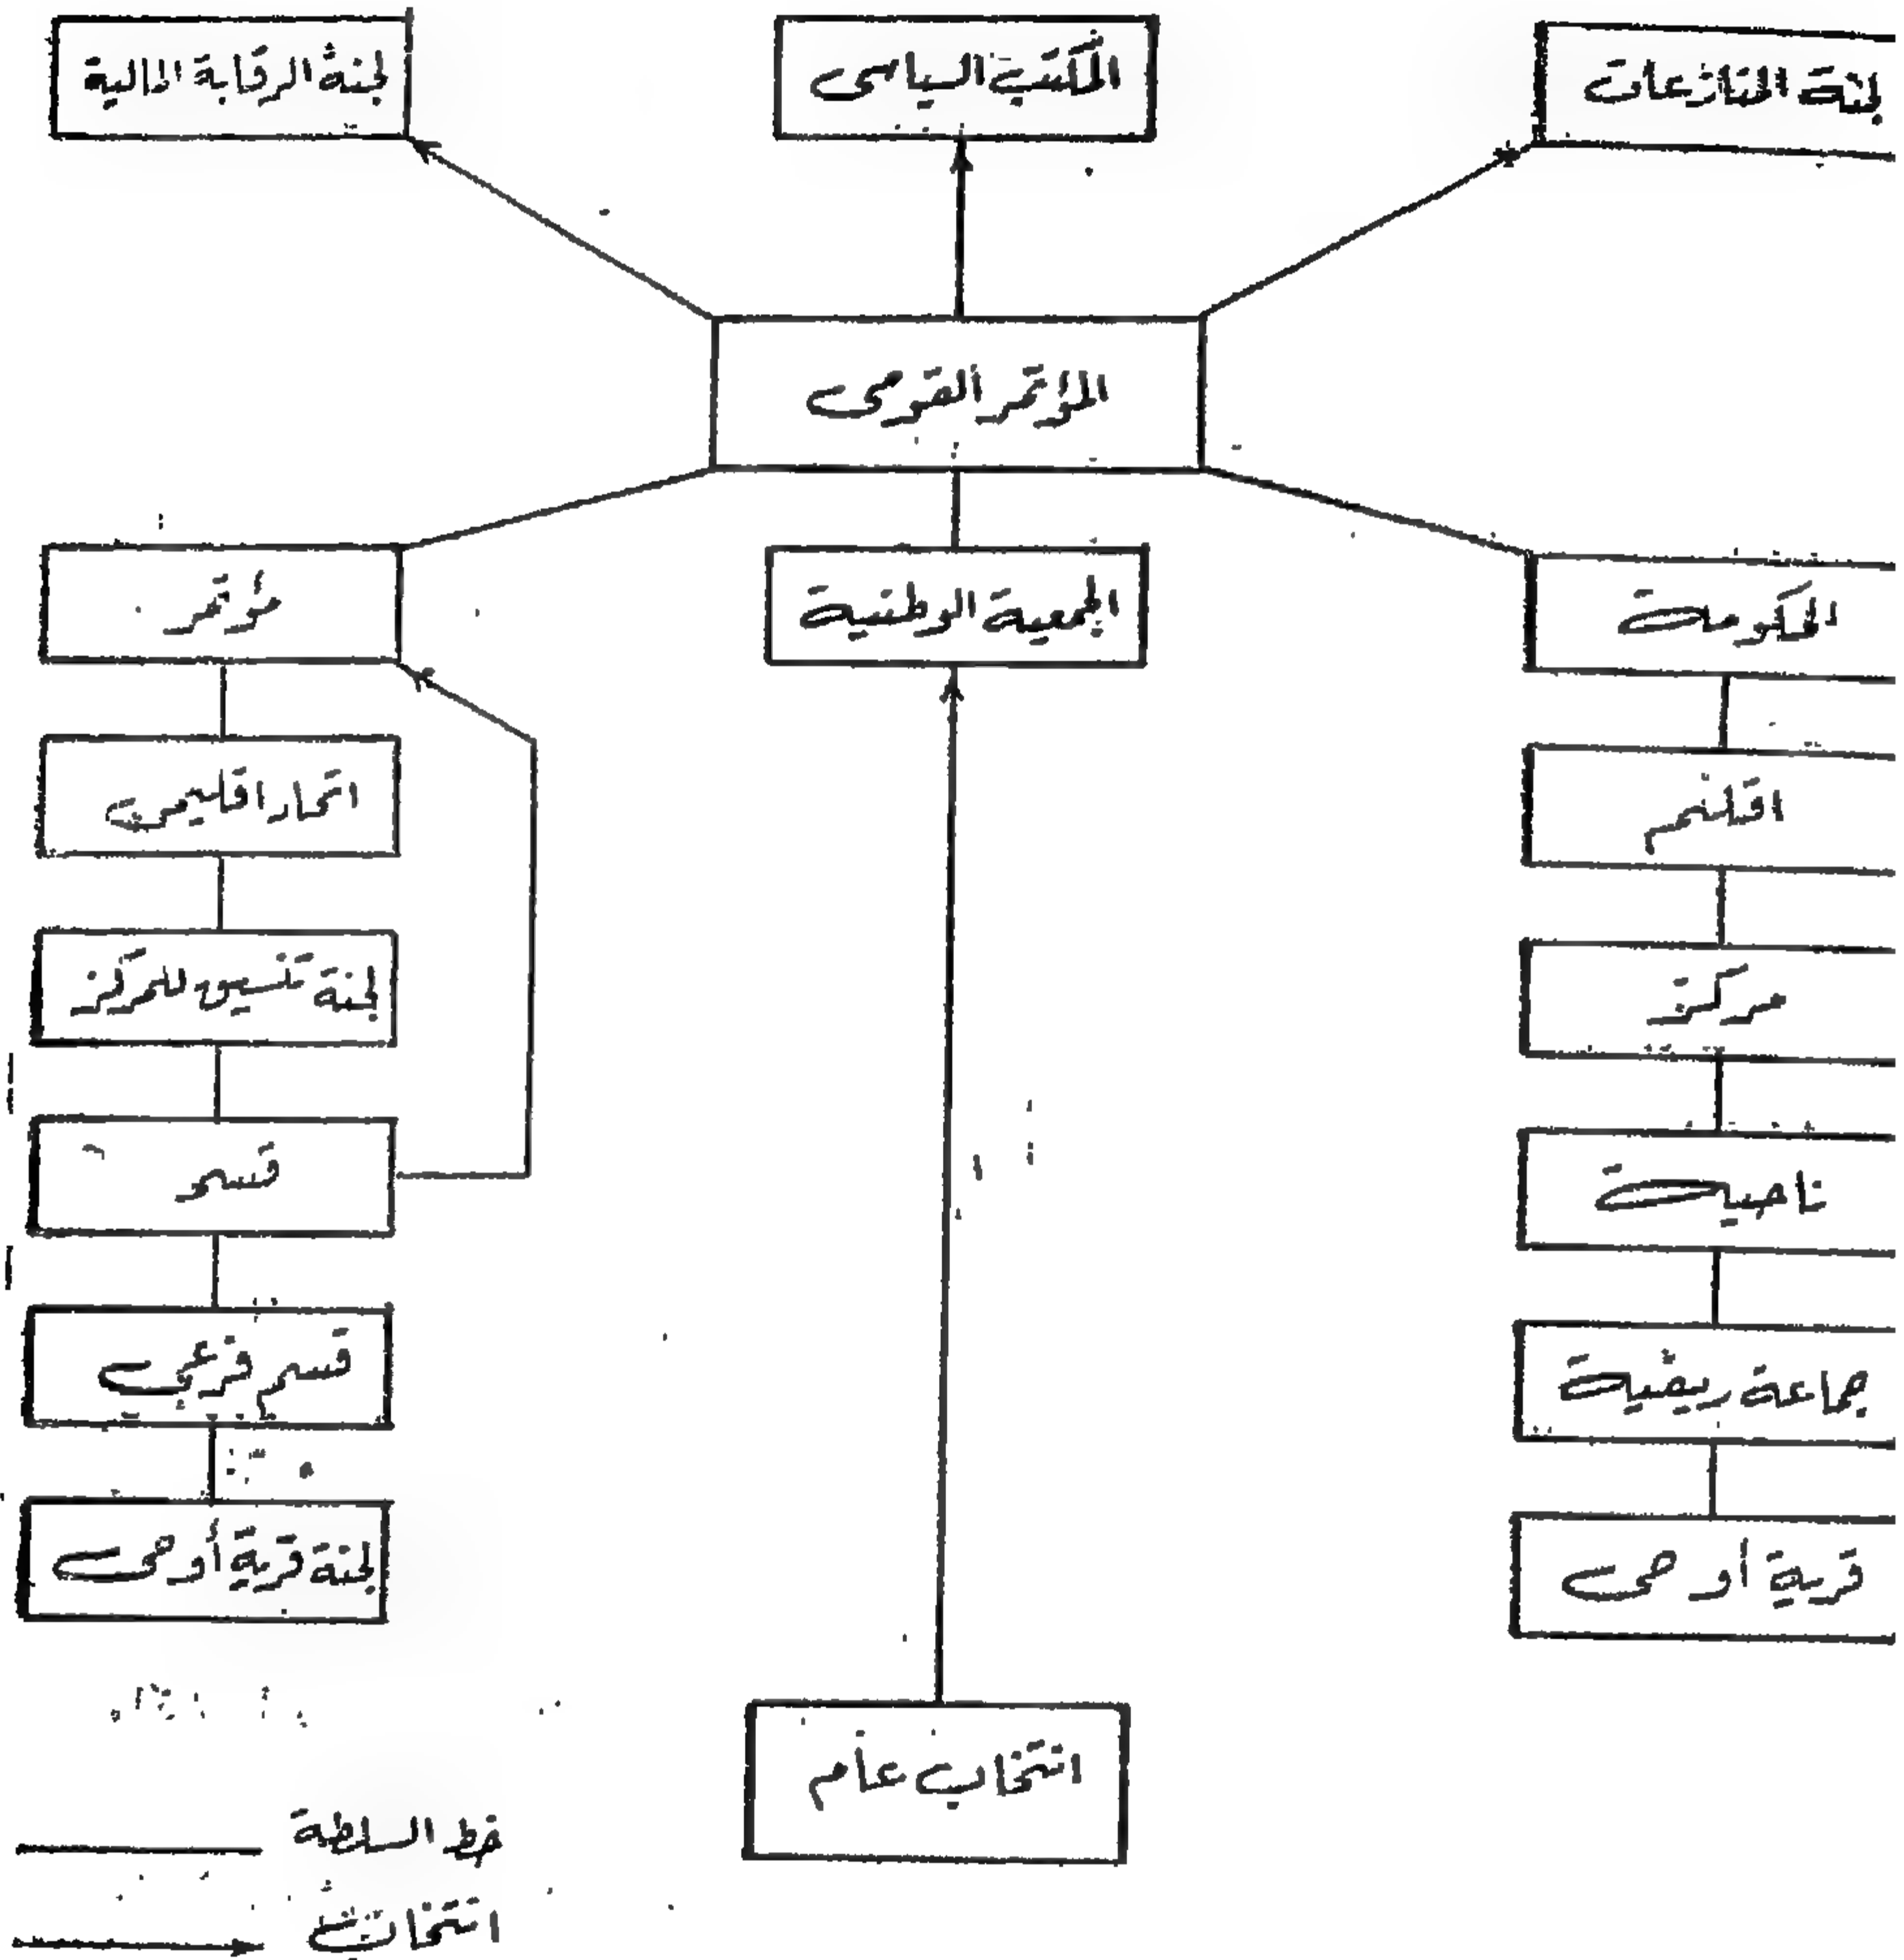 لجنة المنازعات
المكتب السياسى
لجنة الرقابة المالية
المؤتمر القومى
الحكومة
الجمعية الوطنية
مؤتمر
اقليم
اتحاد اقليمى
مركز
لجنة تنسيق للمركز
ناحية
قسم
جماعة ريفية
قسم فرعى
قرية أو حى
لجنة قرية أو حى
انتخاب عام
خط السلطة
انتخاب